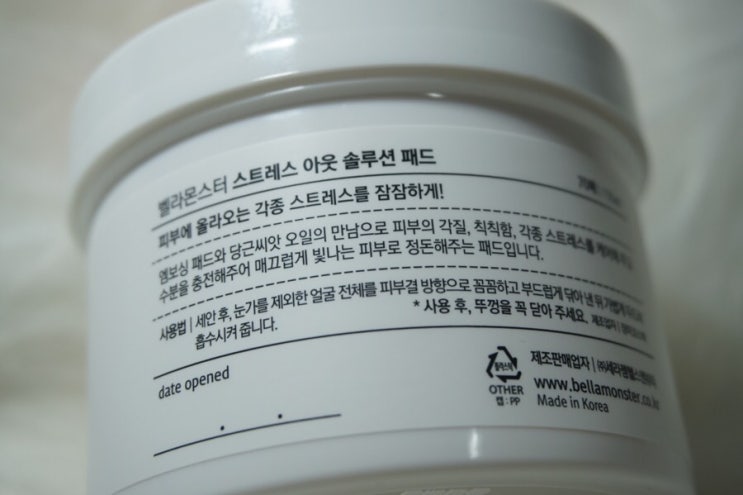 벨라몬스터 스트레스 아웃 솔루션 패드
피부에 올라오는 각종 스트레스를 잠잠하게!
엠보싱 패드와 당근씨앗 오일의 만남으로 피부의 각질, 칙칙함, 각종 스트레스를
수분을 충전해주어 매끄럽게 빛나는 피부로 정돈해주는 패드입니다.
사용법 | 세안 후, 눈가를 제외한 얼굴 전체를 피부결 방향으로 꼼꼼하고 부드럽게 닦아 낸 뒤 가볍게
흡수시켜 줍니다.
* 사용 후, 뚜껑을 꼭 닫아 주세요.
date opened
. .
OTHER
캡 : PP
제조판매업자 |
www.bellamonster.co.kr
Made in Korea